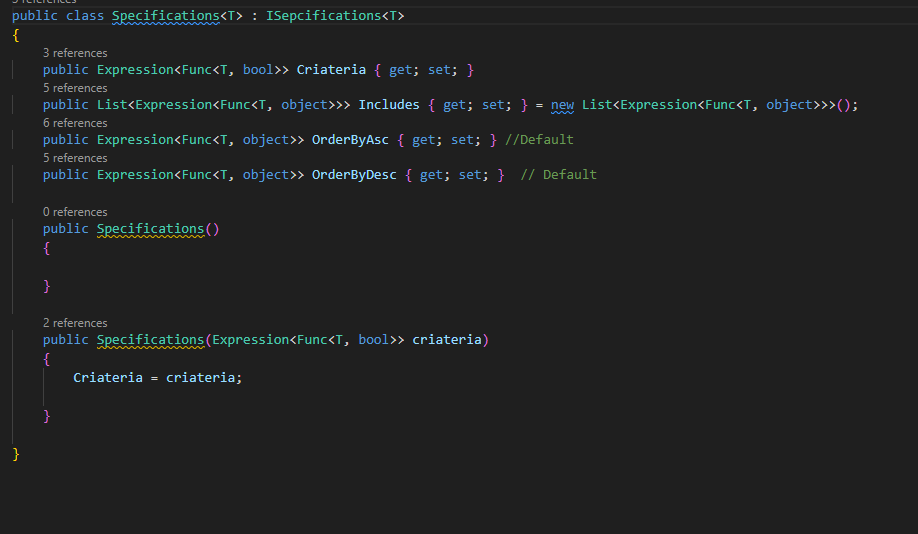 5 references
public class Specifications<T> : ISepcifications<T>
{
3 references
public Expression<Func<T, bool>> Criateria { get; set; }
5 references
public List<Expression<Func<T, object>>> Includes { get; set; } = new List<Expression<Func<T, object>>>();
6 references
public Expression<Func<T, object>> OrderByAsc { get; set; } //Default
5 references
public Expression<Func<T, object>> OrderByDesc { get; set; }  // Default
0 references
public Specifications()
{
}
2 references
public Specifications(Expression<Func<T, bool>> criateria)
{
Criateria = criateria;
}
}